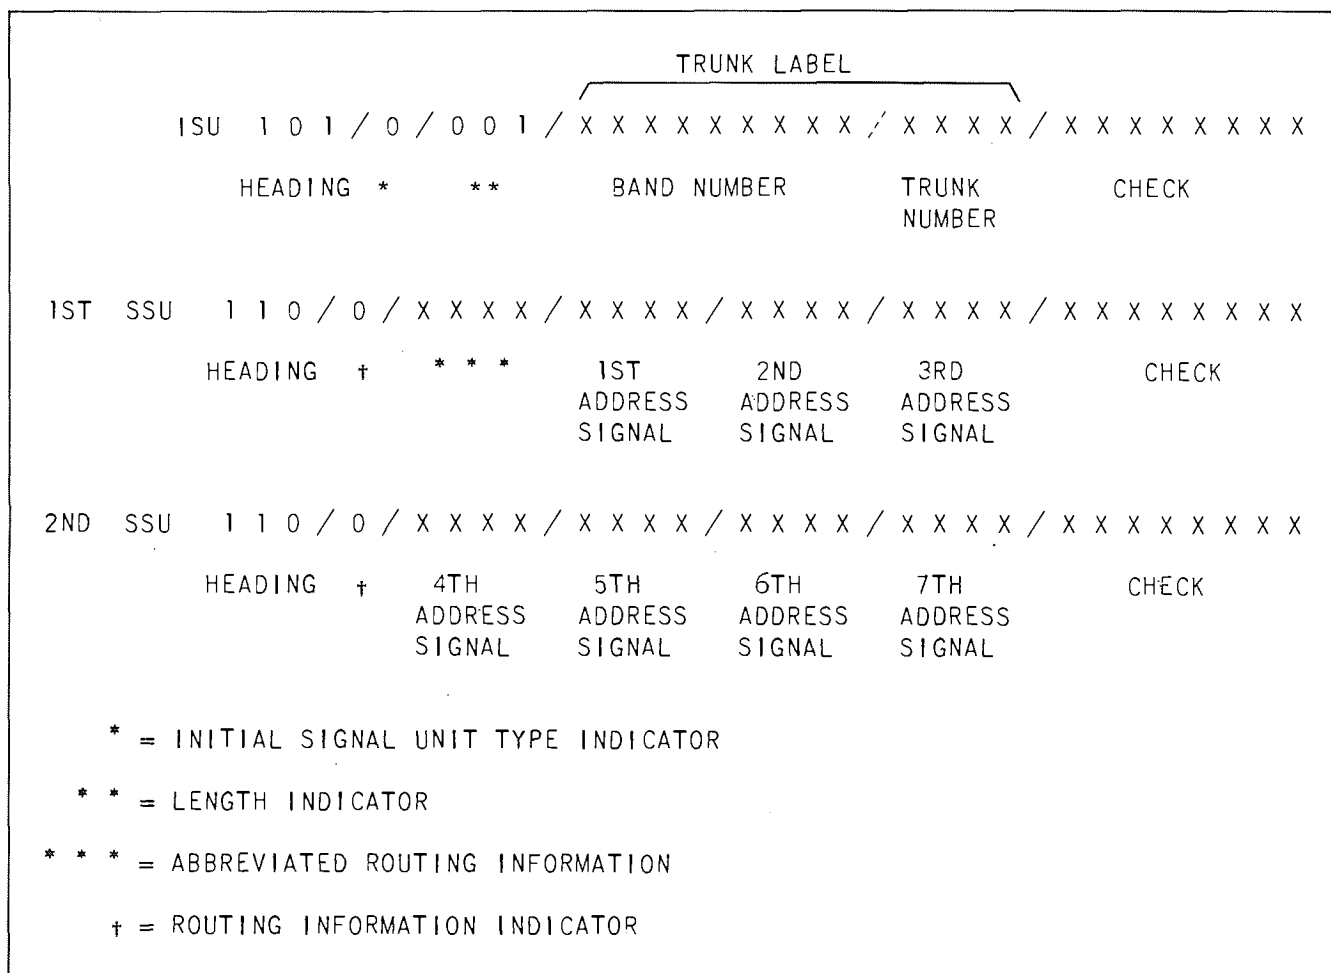 TRUNK LABEL
ISU 1 0 1 / 0 / 0 0 1 / X X X X X X X X X / X X X X / X X X X X X X X
HEADING * ** BAND NUMBER TRUNK NUMBER CHECK
1ST SSU 1 1 0 / 0 / X X X X / X X X X / X X X X / X X X X / X X X X X X X X
HEADING † * * * 1ST ADDRESS SIGNAL 2ND ADDRESS SIGNAL 3RD ADDRESS SIGNAL CHECK
2ND SSU 1 1 0 / 0 / X X X X / X X X X / X X X X / X X X X / X X X X X X X X
HEADING † 4TH ADDRESS SIGNAL 5TH ADDRESS SIGNAL 6TH ADDRESS SIGNAL 7TH ADDRESS SIGNAL CHECK
* = INITIAL SIGNAL UNIT TYPE INDICATOR
* * = LENGTH INDICATOR
* * * = ABBREVIATED ROUTING INFORMATION
† = ROUTING INFORMATION INDICATOR